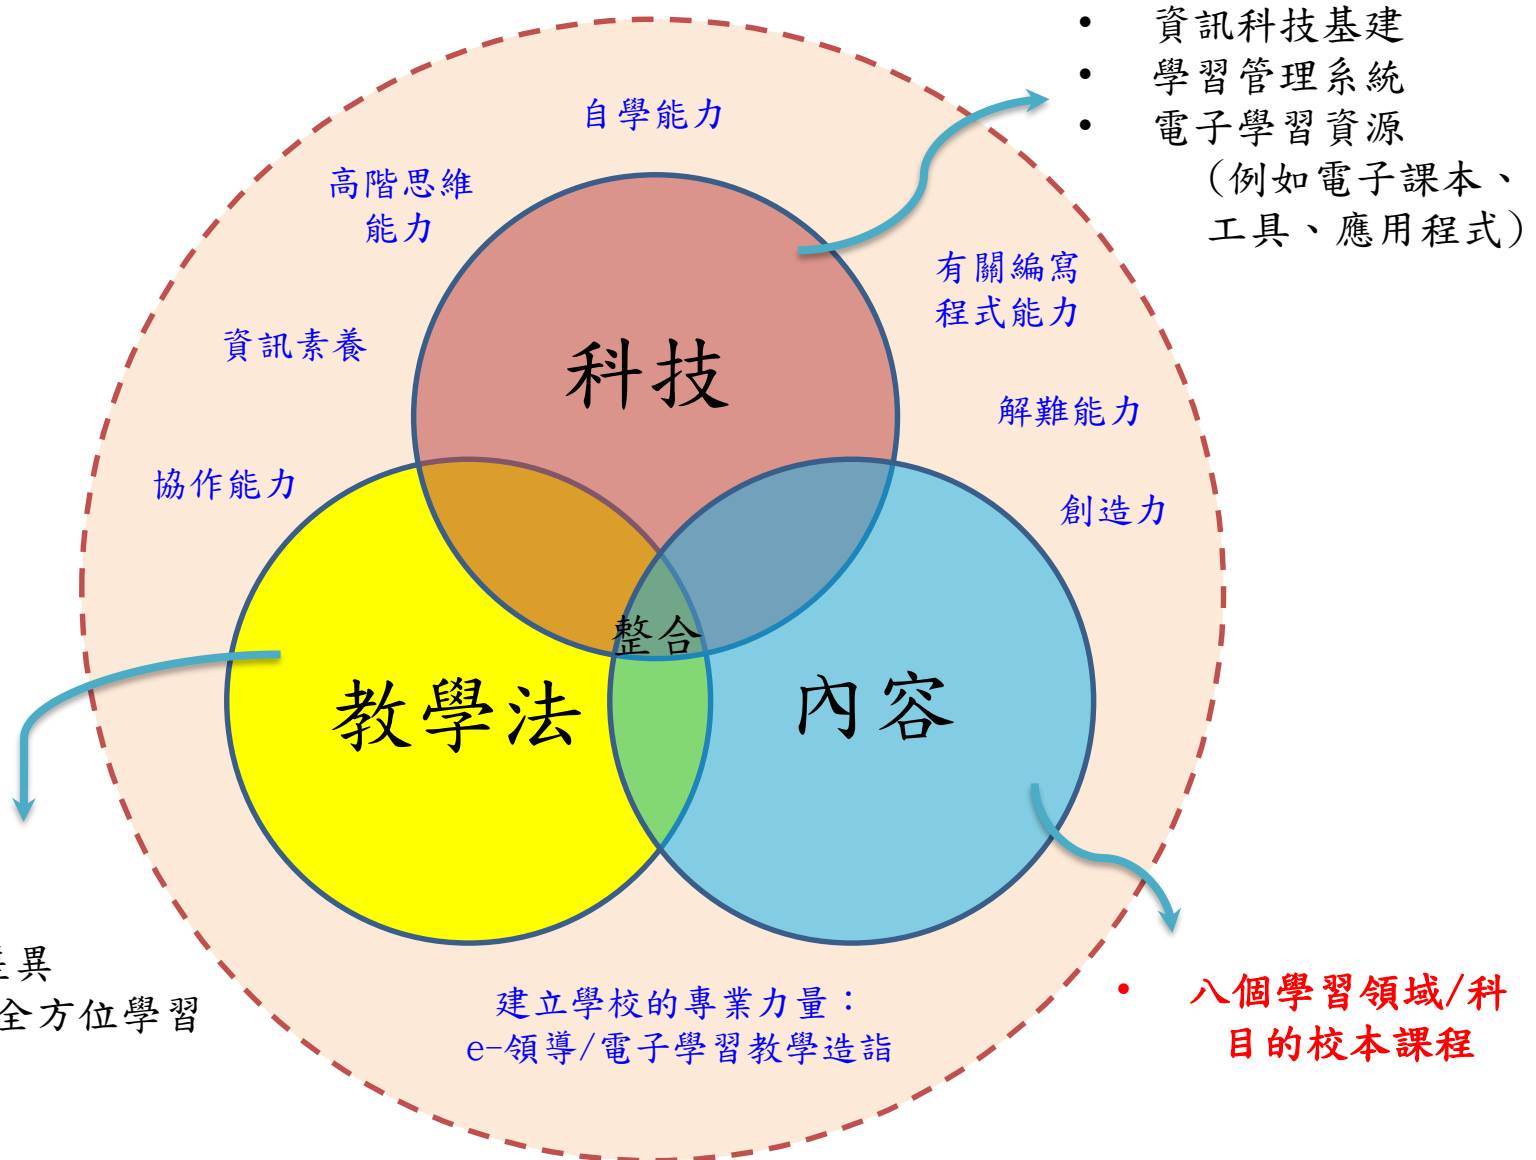 • 資訊科技基建
• 學習管理系統
• 電子學習資源
（例如電子課本、
工具、應用程式）
自學能力
高階思維
能力
有關編寫
程式能力
資訊素養
科技
解難能力
協作能力
創造力
整合
教學法
內容
異
全方位學習
建立學校的專業力量：
e-領導/電子學習教學造詣
• 八個學習領域/科
目的校本課程